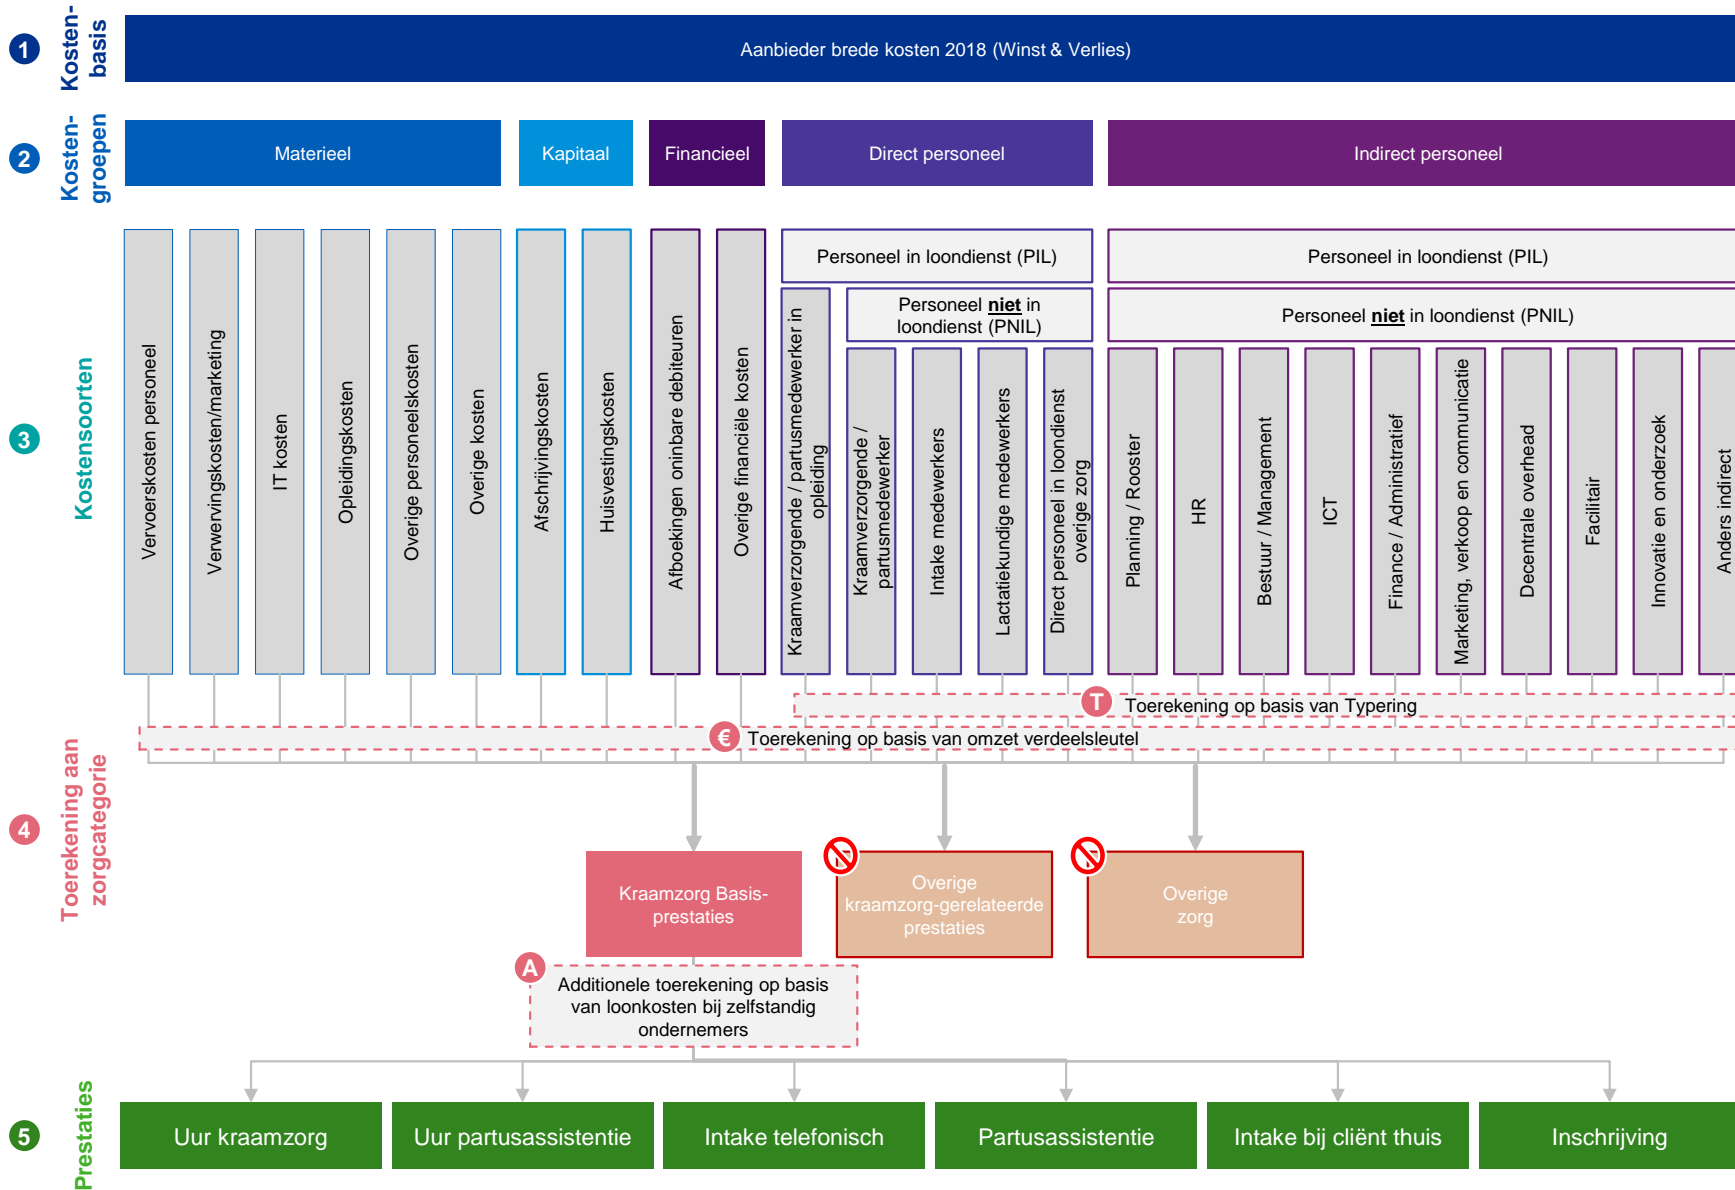 1
Kosten-
basis
Aanbieder brede kosten 2018 (Winst & Verlies)
2
Kosten-
groepen
Materieel
Kapitaal
Financieel
Direct personeel
Indirect personeel
3
Kostensoorten
Vervoerskosten personeel
Verwervingskosten/marketing
IT kosten
Opleidingskosten
Overige personeelskosten
Overige kosten
Afschrijvingskosten
Huisvestingskosten
Afboekingen oninbare debiteuren
Overige financiële kosten
Personeel in loondienst (PIL)
Personeel niet in
loondienst (PNIL)
Kraamverzorgende / partusmedewerker in
opleiding
Kraamverzorgende /
partusmedewerker
Intake medewerkers
Lactatiekundige medewerkers
Direct personeel in loondienst
overige zorg
Personeel in loondienst (PIL)
Personeel niet in loondienst (PNIL)
Planning / Rooster
HR
Bestuur / Management
ICT
Finance / Administratief
Marketing, verkoop en communicatie
Decentrale overhead
Facilitair
Innovatie en onderzoek
Anders indirect
T
Toerekening op basis van Typering
€
Toerekening op basis van omzet verdeelsleutel
4
Toerekening aan
zorgcategorie
Kraamzorg Basis-
prestaties
Overige
kraamzorg-gerelateerde
prestaties
Overige
zorg
A
Additionele toerekening op basis
van loonkosten bij zelfstandig
ondernemers
5
Prestaties
Uur kraamzorg
Uur partusassistentie
Intake telefonisch
Partusassistentie
Intake bij cliënt thuis
Inschrijving